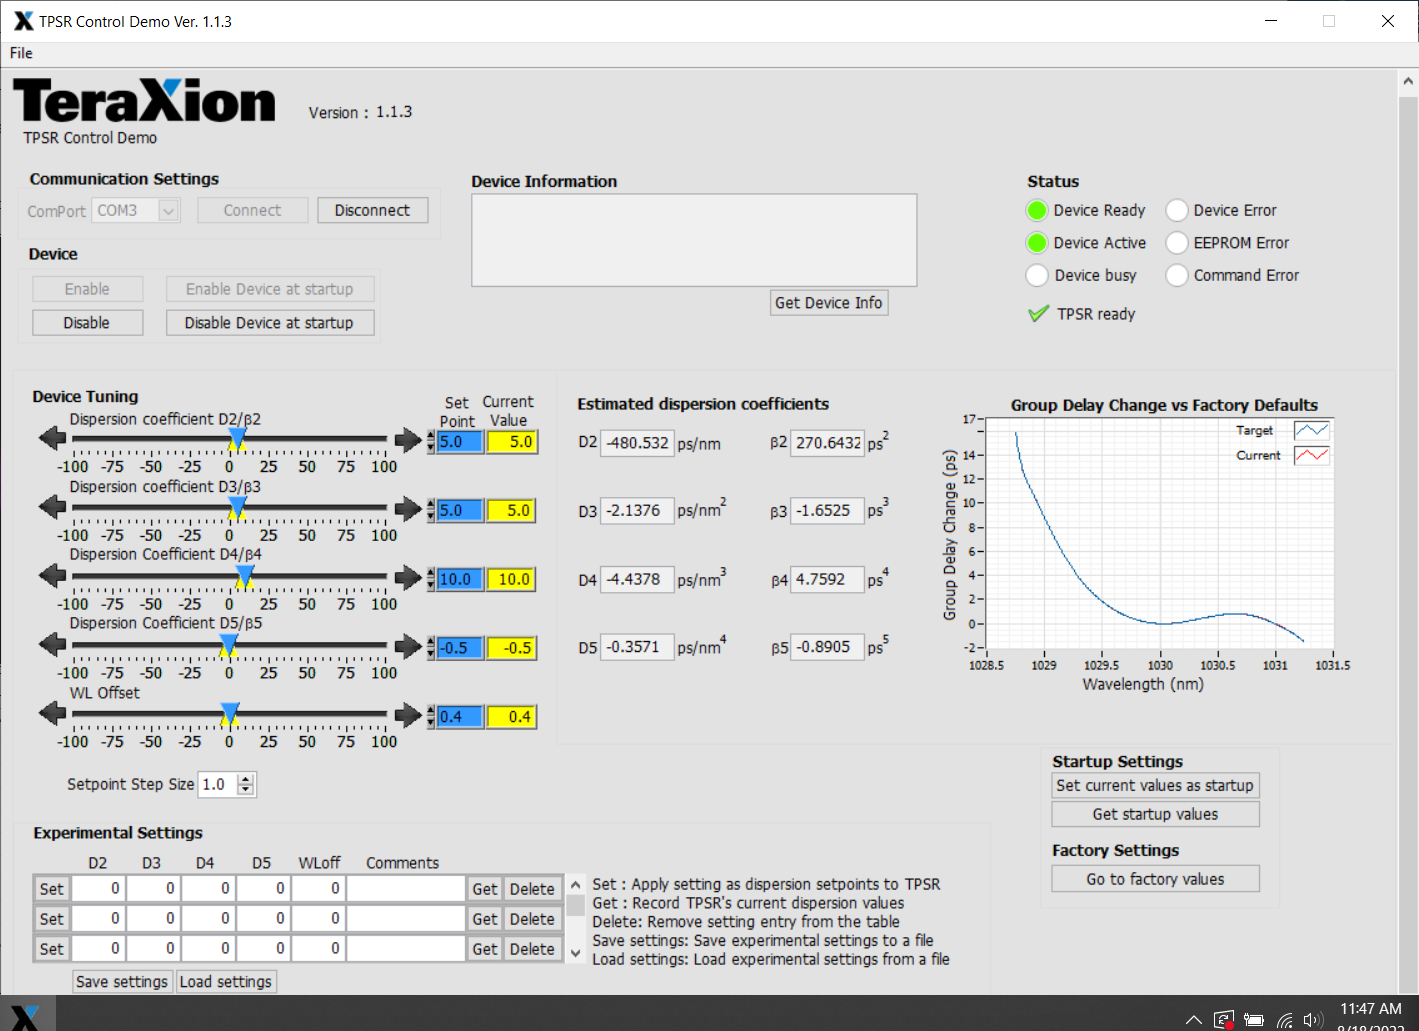 TPSR Control Demo Ver. 1.1.3
File
TeraXion
Version : 1.1.3
TPSR Control Demo
Communication Settings
ComPort COM3 Connect Disconnect
Device
Enable Enable Device at startup
Disable Disable Device at startup
Device Information
Get Device Info
Status
Device Ready Device Error
Device Active EEPROM Error
Device busy Command Error
TPSR ready
Device Tuning
Set Point Current Value
Dispersion coefficient D2/β2
5.0 5.0
-100 -75 -50 -25 0 25 50 75 100
Dispersion coefficient D3/β3
5.0 5.0
-100 -75 -50 -25 0 25 50 75 100
Dispersion Coefficient D4/β4
10.0 10.0
-100 -75 -50 -25 0 25 50 75 100
Dispersion Coefficient D5/β5
-0.5 -0.5
-100 -75 -50 -25 0 25 50 75 100
WL Offset
0.4 0.4
-100 -75 -50 -25 0 25 50 75 100
Setpoint Step Size 1.0
Estimated dispersion coefficients
D2 -480.532 ps/nm β2 270.6432 ps²
D3 -2.1376 ps/nm² β3 -1.6525 ps³
D4 -4.4378 ps/nm³ β4 4.7592 ps⁴
D5 -0.3571 ps/nm⁴ β5 -0.8905 ps⁵
Group Delay Change vs Factory Defaults
Target
Current
Group Delay Change (ps)
17
14
12
10
8
6
4
2
0
-2
1028.5 1029 1029.5 1030 1030.5 1031 1031.5
Wavelength (nm)
Startup Settings
Set current values as startup
Get startup values
Factory Settings
Go to factory values
Experimental Settings
D2 D3 D4 D5 WLoff Comments
Set 0 0 0 0 0 Get Delete
Set 0 0 0 0 0 Get Delete
Set 0 0 0 0 0 Get Delete
Save settings Load settings
Set : Apply setting as dispersion setpoints to TPSR
Get : Record TPSR's current dispersion values
Delete: Remove setting entry from the table
Save settings: Save experimental settings to a file
Load settings: Load experimental settings from a file
11:47 AM